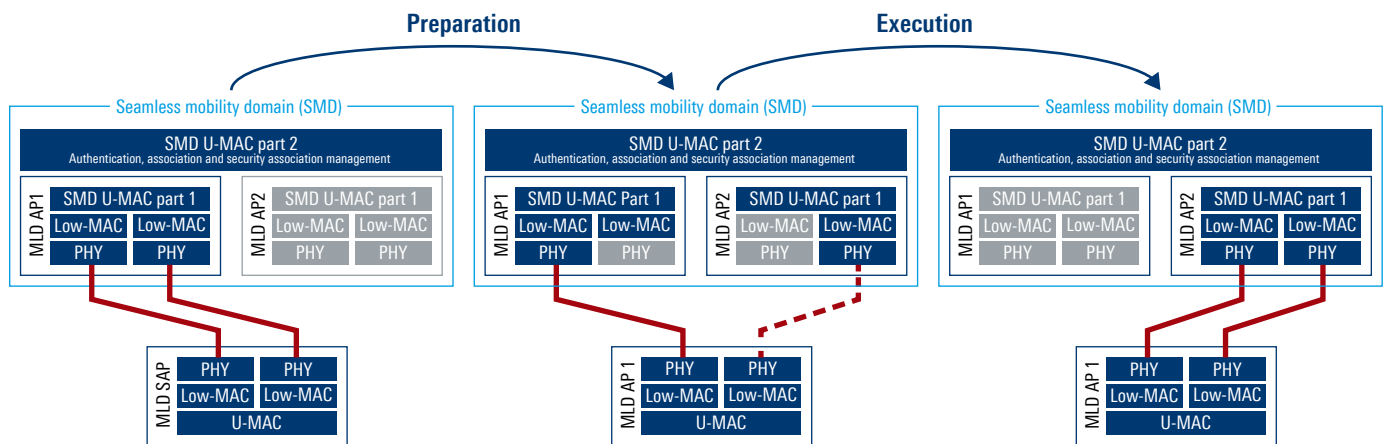 Preparation
Execution
Seamless mobility domain (SMD)
SMD U-MAC part 2
Authentication, association and security association management
MLD AP1
SMD U-MAC part 1
Low-MAC Low-MAC
PHY PHY
MLD AP2
SMD U-MAC part 1
Low-MAC Low-MAC
PHY PHY
MLD SAP
PHY PHY
Low-MAC Low-MAC
U-MAC
Seamless mobility domain (SMD)
SMD U-MAC part 2
Authentication, association and security association management
MLD AP1
SMD U-MAC Part 1
Low-MAC Low-MAC
PHY PHY
MLD AP2
SMD U-MAC part 1
Low-MAC Low-MAC
PHY PHY
MLD AP 1
PHY PHY
Low-MAC Low-MAC
U-MAC
Seamless mobility domain (SMD)
SMD U-MAC part 2
Authentication, association and security association management
MLD AP1
SMD U-MAC part 1
Low-MAC Low-MAC
PHY PHY
MLD AP2
SMD U-MAC part 1
Low-MAC Low-MAC
PHY PHY
MLD AP 1
PHY PHY
Low-MAC Low-MAC
U-MAC